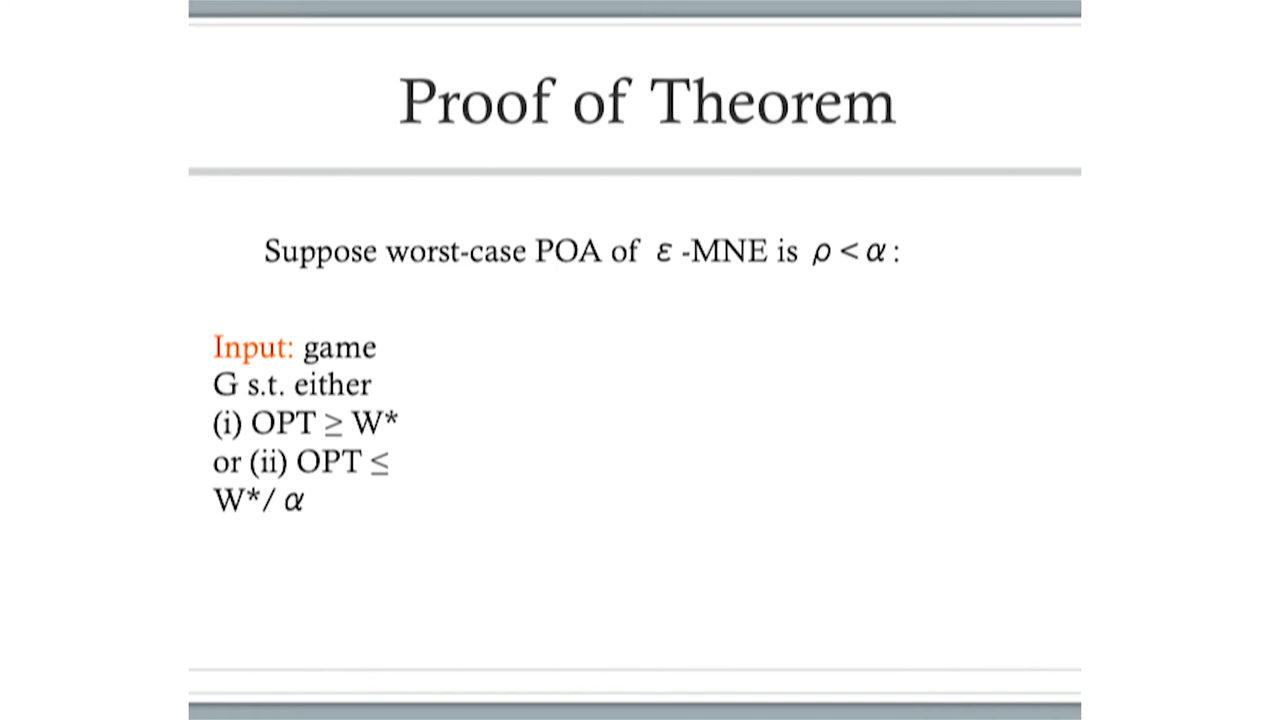 Proof of Theorem
Suppose worst-case POA of ε -MNE is ρ < α :
Input: game
G s.t. either
(i) OPT ≥ W*
or (ii) OPT ≤
W*/ α